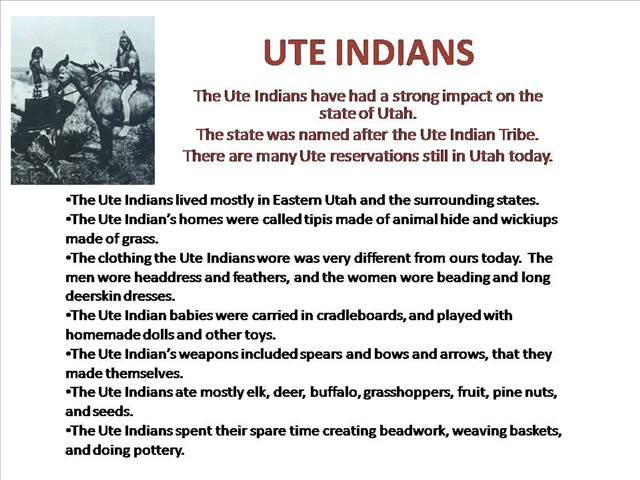 UTE INDIANS
The Ute Indians have had a strong impact on the
state of Utah.
The state was named after the Ute Indian Tribe.
There are many Ute reservations still in Utah today.
•The Ute Indians lived mostly in Eastern Utah and the surrounding states.
•The Ute Indian’s homes were called tipis made of animal hide and wickiups
made of grass.
•The clothing the Ute Indians wore was very different from ours today.  The
men wore headdress and feathers, and the women wore beading and long
deerskin dresses.
•The Ute Indian babies were carried in cradleboards, and played with
homemade dolls and other toys.
•The Ute Indian’s weapons included spears and bows and arrows, that they
made themselves.
•The Ute Indians ate mostly elk, deer, buffalo, grasshoppers, fruit, pine nuts,
and seeds.
•The Ute Indians spent their spare time creating beadwork, weaving baskets,
and doing pottery.